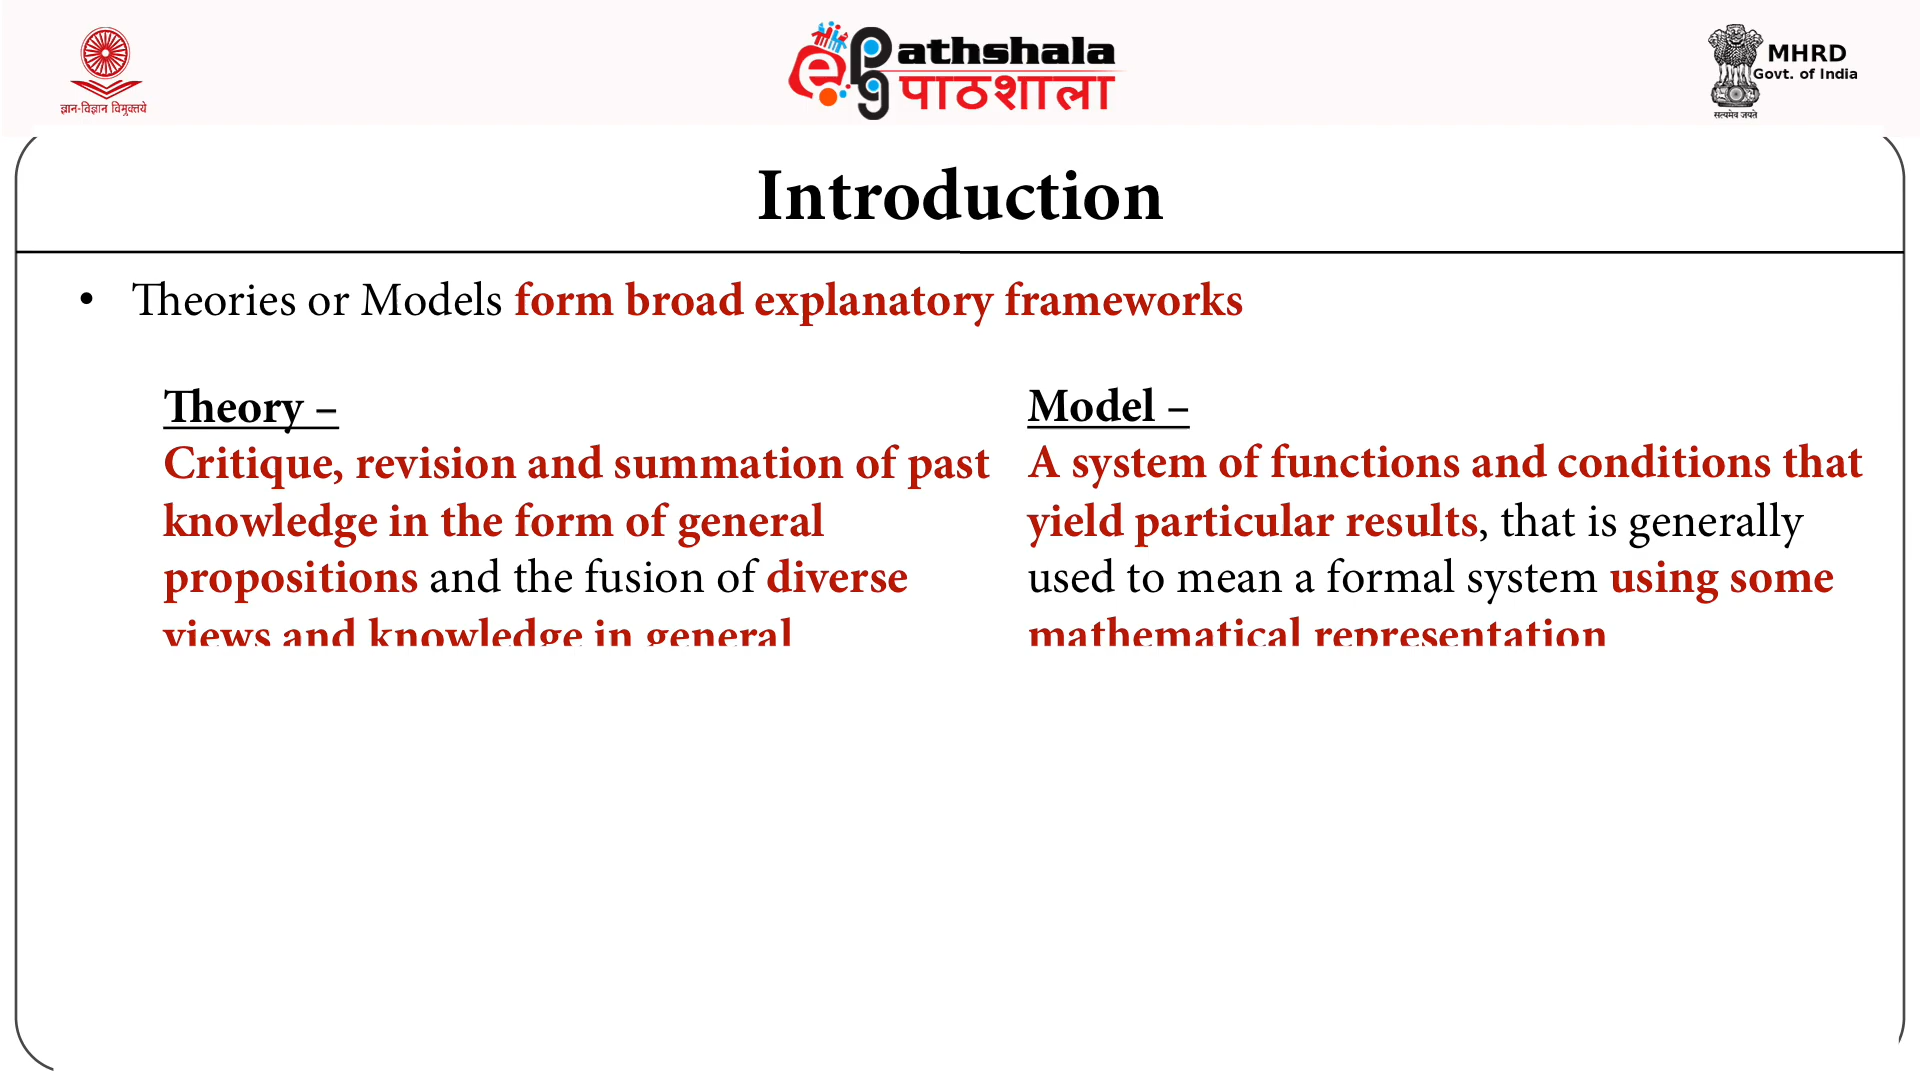 ज्ञान-विज्ञान विमुक्तये
ePG athshala
पाठशाला
MHRD
Govt. of India
सत्यमेव जयते
Introduction
• Theories or Models form broad explanatory frameworks
Theory –
Critique, revision and summation of past
knowledge in the form of general
propositions and the fusion of diverse
views and knowledge in general
Model –
A system of functions and conditions that
yield particular results, that is generally
used to mean a formal system using some
mathematical representation